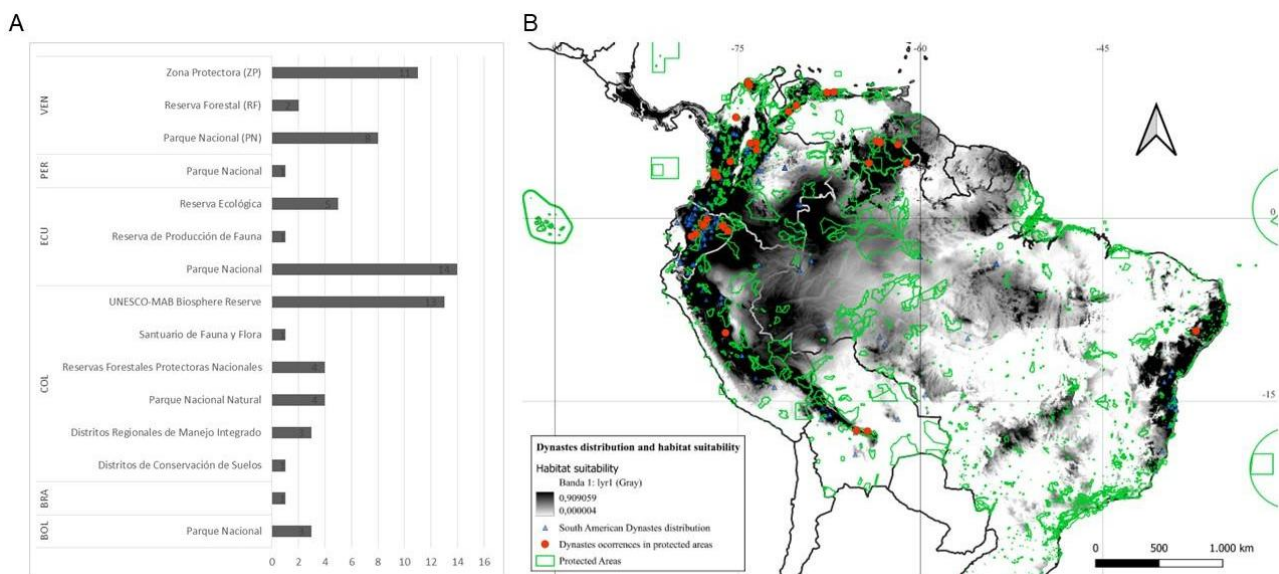 A
B
VEN
Zona Protectora (ZP)
11
Reserva Forestal (RF)
2
Parque Nacional (PN)
8
PER
Parque Nacional
1
ECU
Reserva Ecológica
5
Reserva de Producción de Fauna
1
Parque Nacional
14
COL
UNESCO-MAB Biosphere Reserve
13
Santuario de Fauna y Flora
1
Reservas Forestales Protectoras Nacionales
4
Parque Nacional Natural
4
Distritos Regionales de Manejo Integrado
3
Distritos de Conservación de Suelos
1
BRA
1
BOL
Parque Nacional
3
0 2 4 6 8 10 12 14 16
-75 -60 -45
0
-15
Dynastes distribution and habitat suitability
Habitat suitability
Banda 1: lyr1 (Gray)
0,909059
0,000004
South American Dynastes distribution
Dynastes ocorrences in protected areas
Protected Areas
0 500 1.000 km